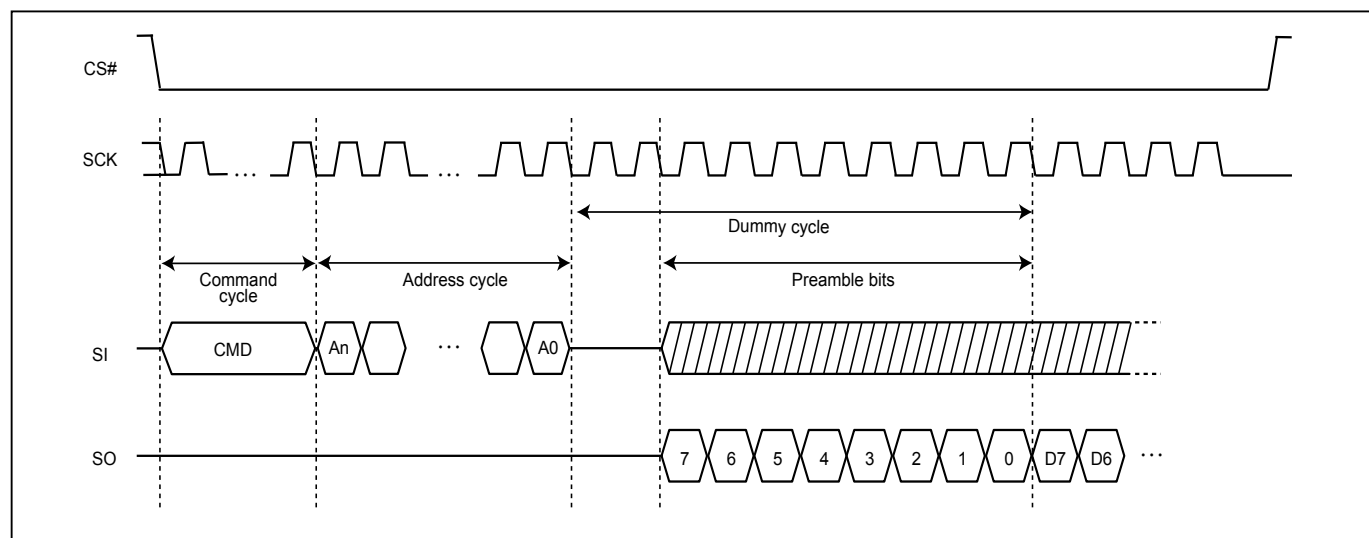 CS#
SCK
... ...
Dummy cycle
Command cycle
Address cycle
Preamble bits
SI
CMD
An
...
A0
SO
7 6 5 4 3 2 1 0 D7 D6 ...